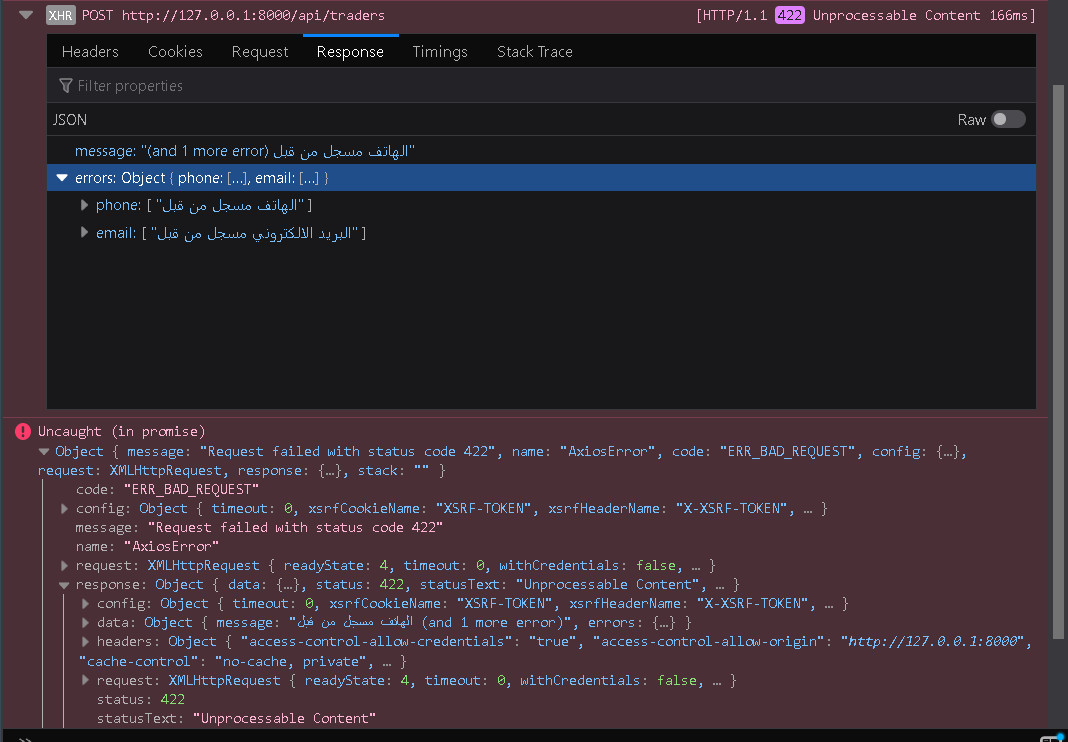 XHR POST http://127.0.0.1:8000/api/traders [HTTP/1.1 422 Unprocessable Content 166ms]
Headers Cookies Request Response Timings Stack Trace
Filter properties
JSON Raw
message: "الهاتف مسجل من قبل (and 1 more error)"
errors: Object { phone: […], email: […] }
phone: [ "الهاتف مسجل من قبل" ]
email: [ "البريد الالكتروني مسجل من قبل" ]
Uncaught (in promise)
Object { message: "Request failed with status code 422", name: "AxiosError", code: "ERR_BAD_REQUEST", config: {…},
request: XMLHttpRequest, response: {…}, stack: "" }
code: "ERR_BAD_REQUEST"
config: Object { timeout: 0, xsrfCookieName: "XSRF-TOKEN", xsrfHeaderName: "X-XSRF-TOKEN", … }
message: "Request failed with status code 422"
name: "AxiosError"
request: XMLHttpRequest { readyState: 4, timeout: 0, withCredentials: false, … }
response: Object { data: {…}, status: 422, statusText: "Unprocessable Content", … }
config: Object { timeout: 0, xsrfCookieName: "XSRF-TOKEN", xsrfHeaderName: "X-XSRF-TOKEN", … }
data: Object { message: "الهاتف مسجل من قبل (and 1 more error)", errors: {…} }
headers: Object { "access-control-allow-credentials": "true", "access-control-allow-origin": "http://127.0.0.1:8000",
"cache-control": "no-cache, private", … }
request: XMLHttpRequest { readyState: 4, timeout: 0, withCredentials: false, … }
status: 422
statusText: "Unprocessable Content"